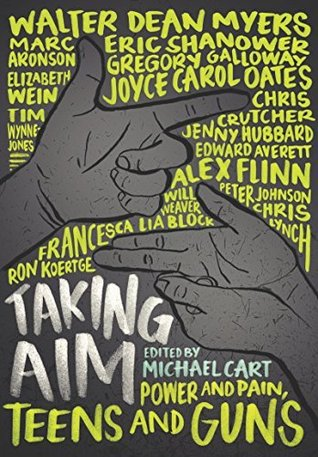 WALTER DEAN MYERS
MARC ARONSON
ERIC SHANOWER
GREGORY GALLOWAY
ELIZABETH WEIN
JOYCE CAROL OATES
TIM WYNNE-JONES
CHRIS CRUTCHER
JENNY HUBBARD
EDWARD AVERETT
ALEX FLINN
WILL WEAVER
PETER JOHNSON
CHRIS LYNCH
FRANCESCA LIA BLOCK
RON KOERTGE
TAKING
AIM
EDITED BY
MICHAEL CART
POWER AND PAIN,
TEENS AND GUNS